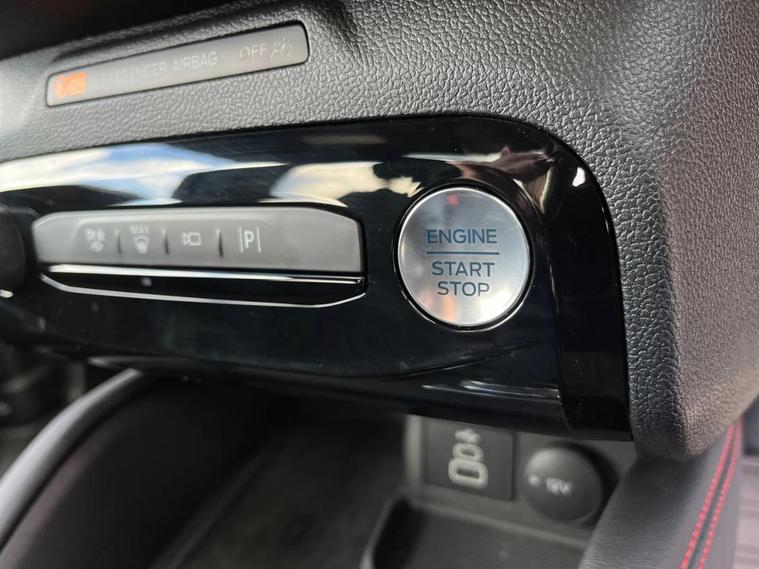 PASSENGER AIRBAG OFF
MAX
P
ENGINE
START
STOP
12V